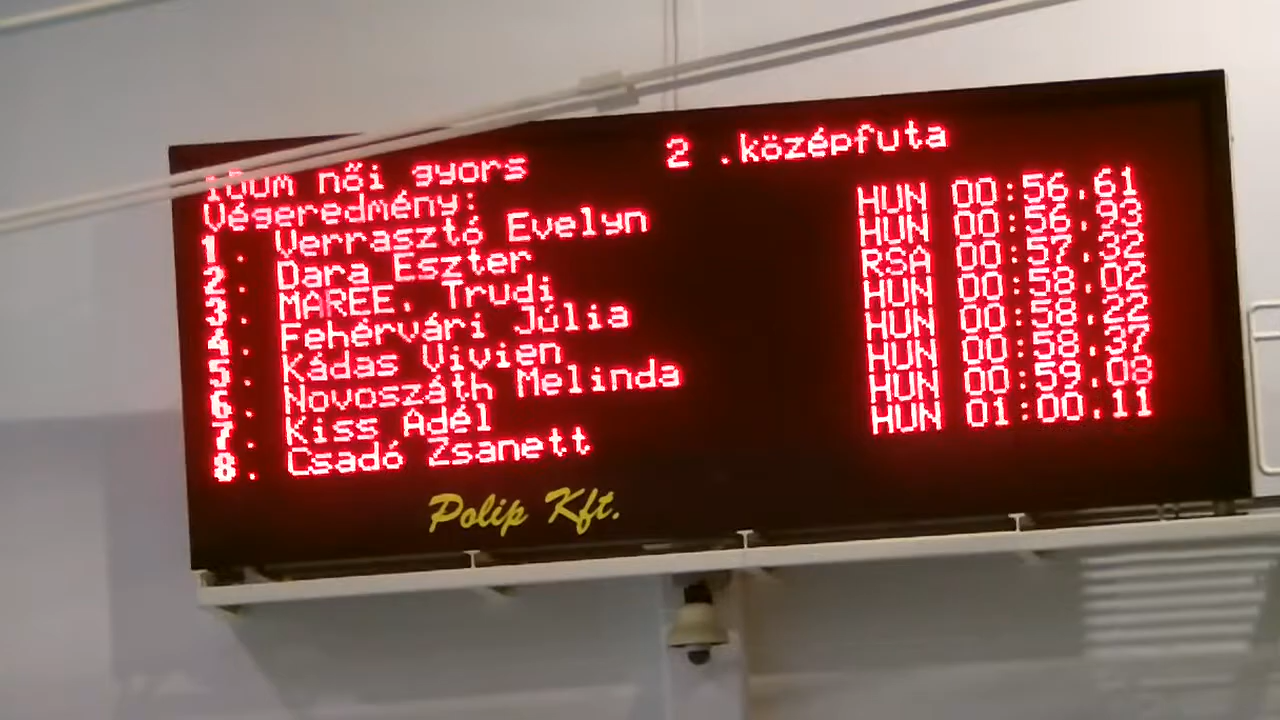 100m női gyors 2 .középfuta
Végeredmény:
1. Verrasztó Evelyn HUN 00:56.61
2. Dara Eszter HUN 00:56.93
3. MAREE, Trudi RSA 00:57.32
4. Fehérvári Júlia HUN 00:58.02
5. Kádas Vivien HUN 00:58.22
6. Novoszáth Melinda HUN 00:58.37
7. Kiss Adél HUN 00:59.08
8. Csadó Zsanett HUN 01:00.11
Polip Kft.